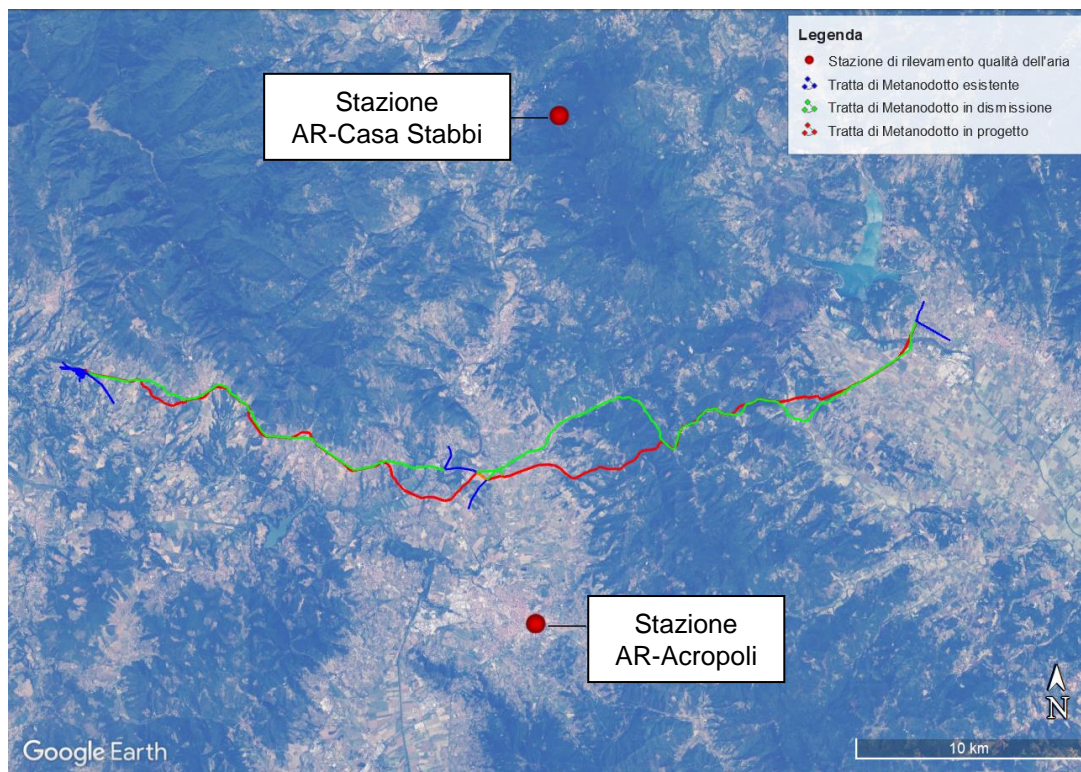 Legenda
Stazione di rilevamento qualità dell'aria
Tratta di Metanodotto esistente
Tratta di Metanodotto in dismissione
Tratta di Metanodotto in progetto
Stazione
AR-Casa Stabbi
Stazione
AR-Acropoli
N
Google Earth
10 km